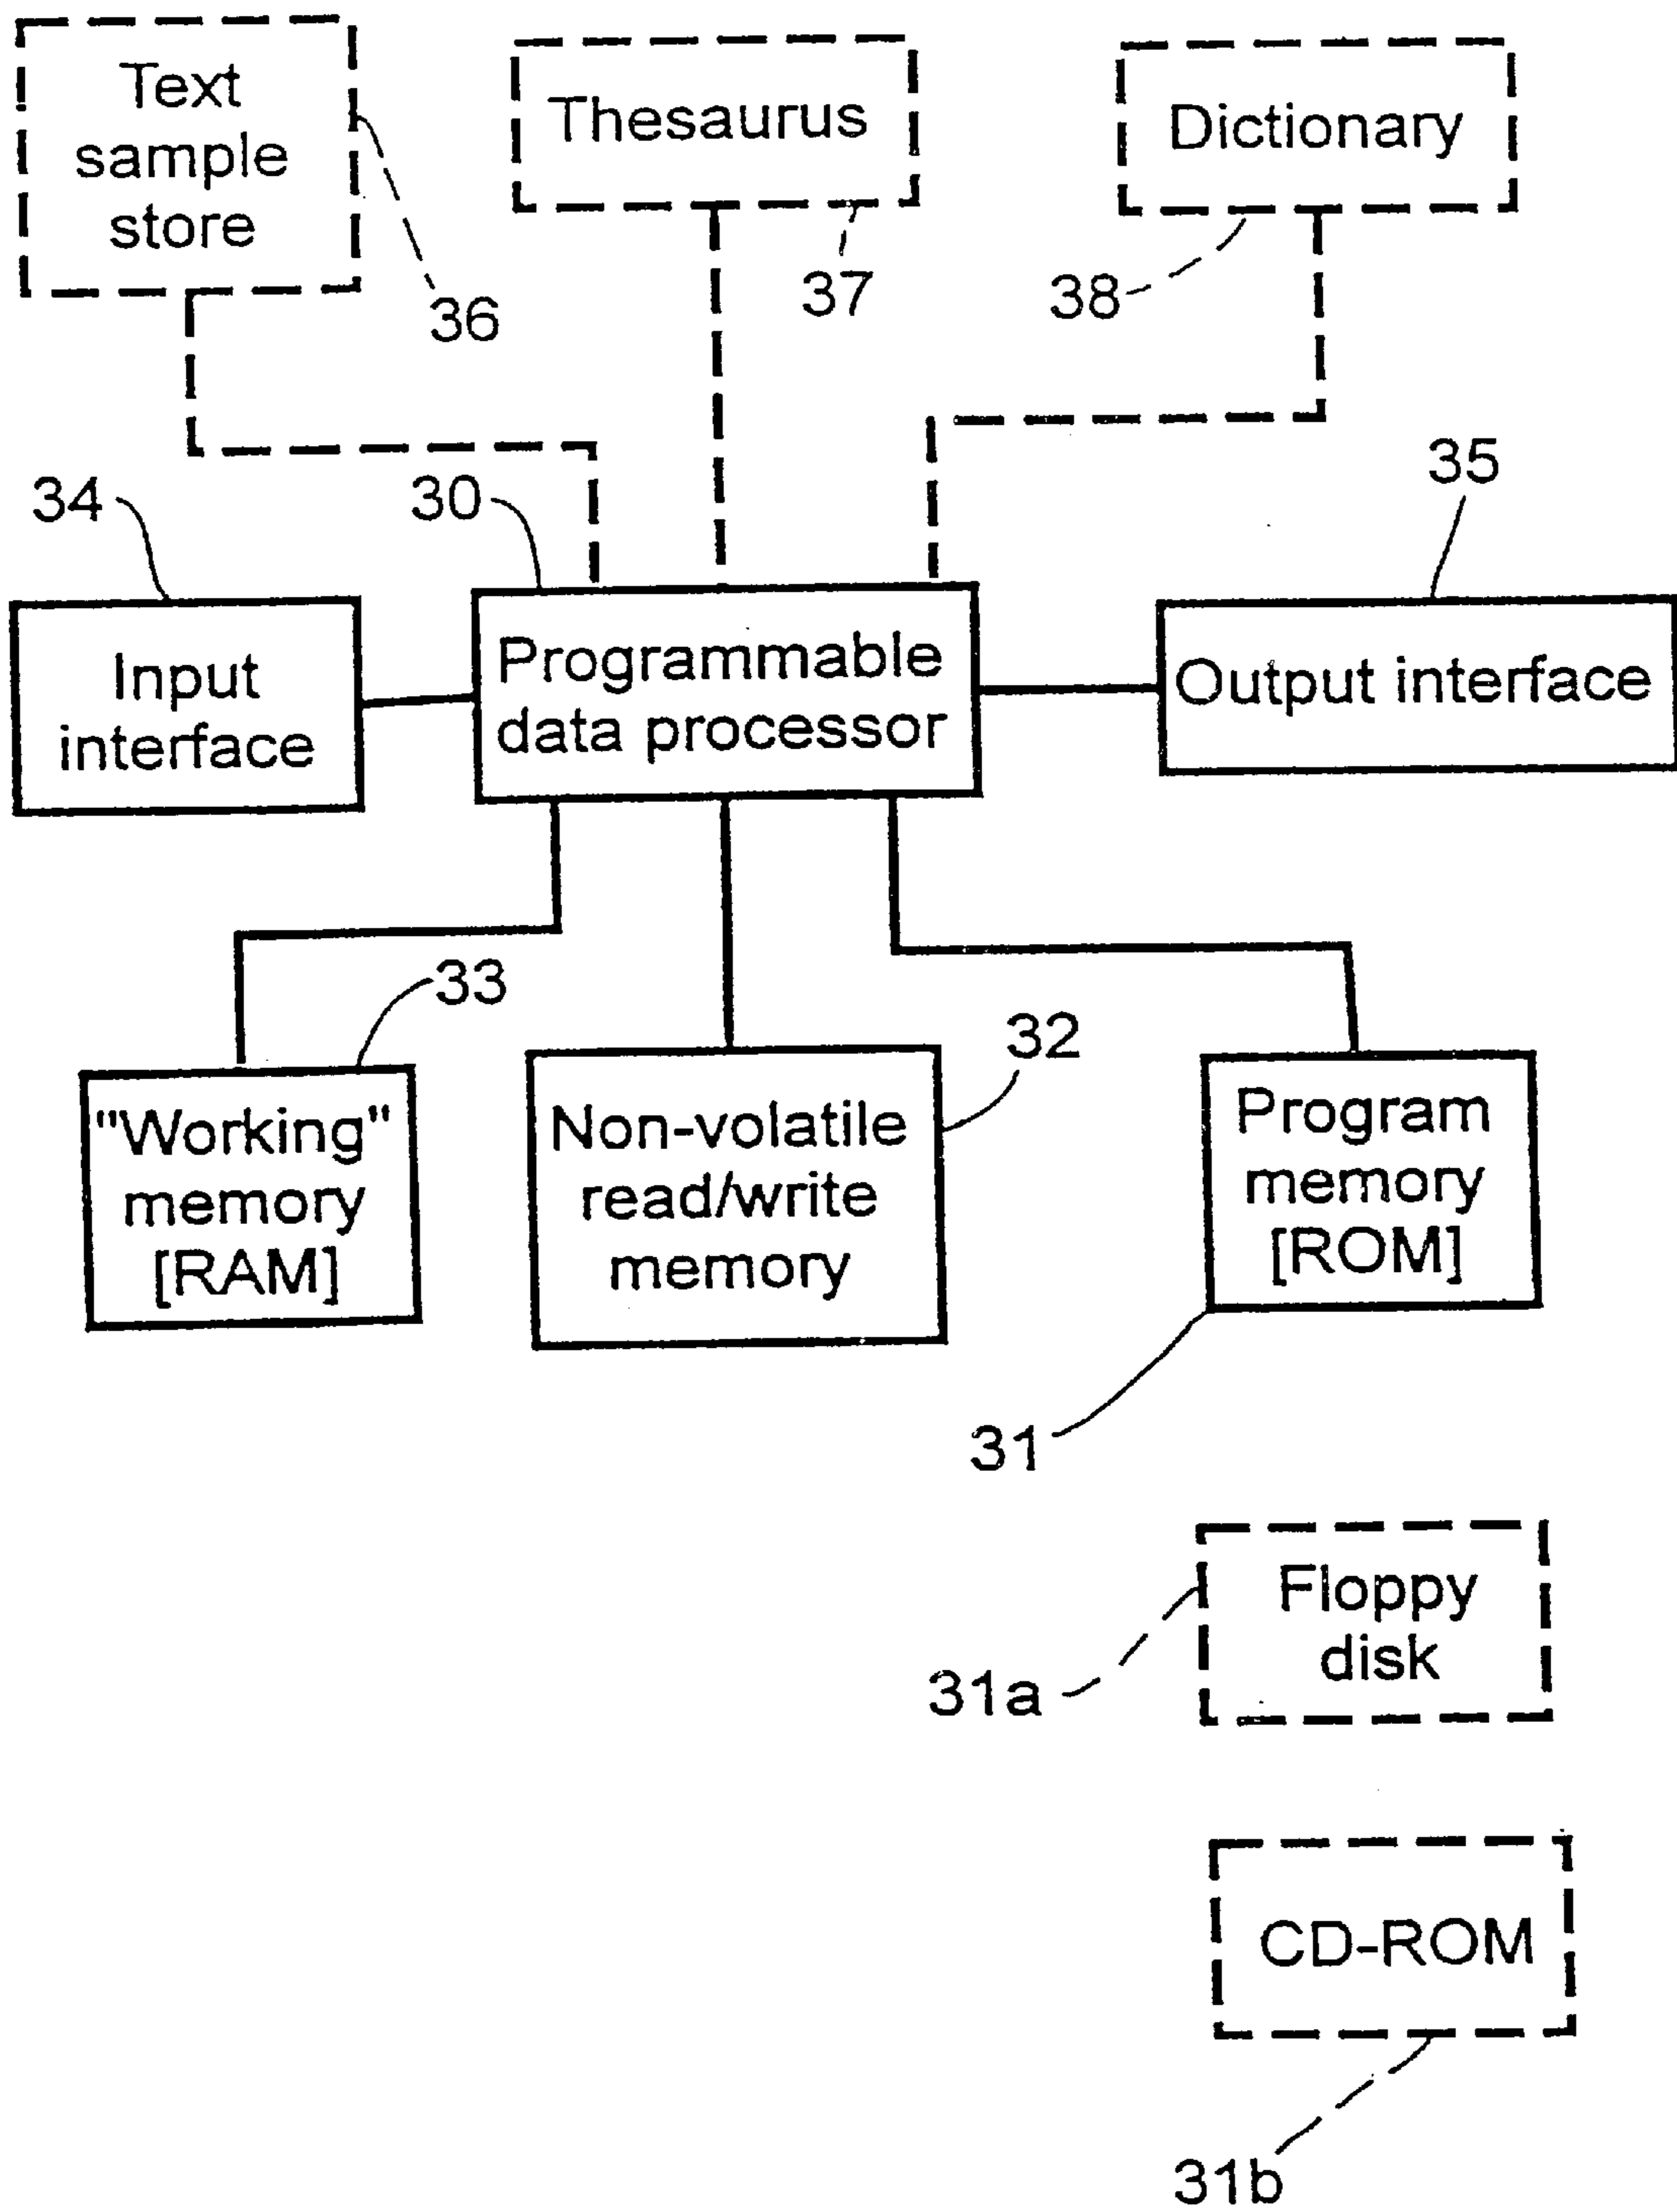 Text
sample
store
Thesaurus
Dictionary
36
37
38
34
30
35
Input
interface
Programmable
data processor
Output interface
33
32
"Working"
memory
[RAM]
Non-volatile
read/write
memory
Program
memory
[ROM]
31
Floppy
disk
31a
CD-ROM
31b